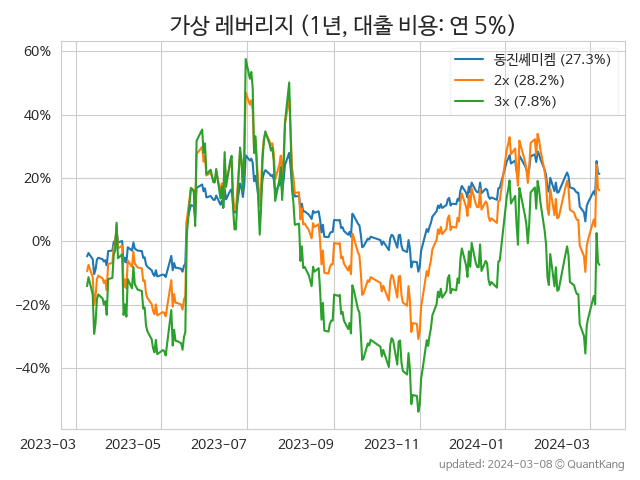 가상 레버리지 (1년, 대출 비용: 연 5%)
동진쎄미켐 (27.3%)
2x (28.2%)
3x (7.8%)
60%
40%
20%
0%
−20%
−40%
2023-03 2023-05 2023-07 2023-09 2023-11 2024-01 2024-03
updated: 2024-03-08 ⓒ QuantKang